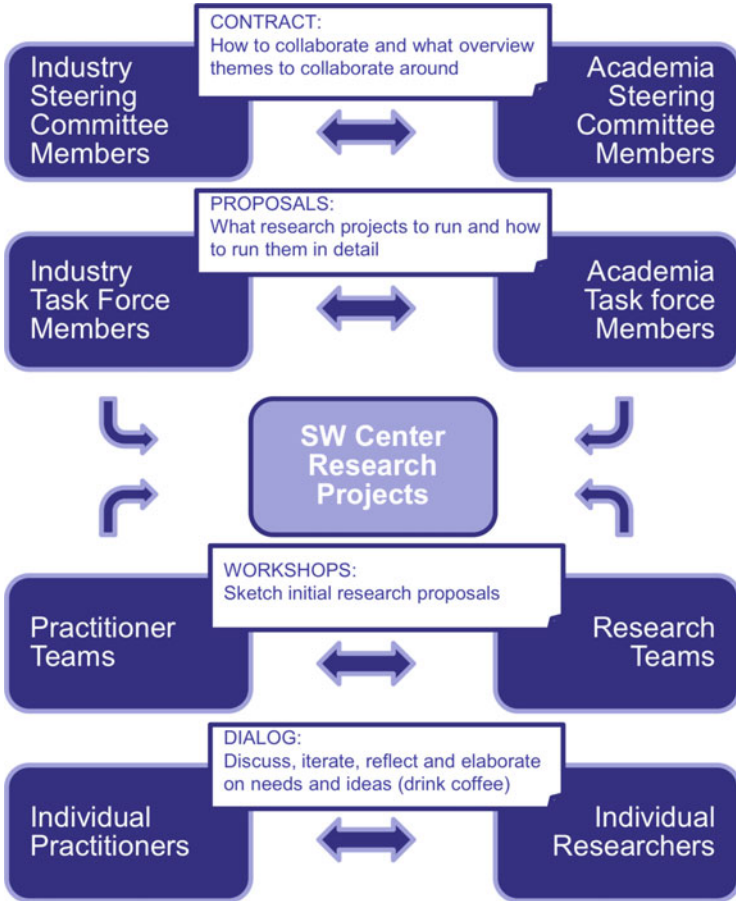 CONTRACT:
How to collaborate and what overview
themes to collaborate around
Industry
Steering
Committee
Members
Academia
Steering
Committee
Members
PROPOSALS:
What research projects to run and how
to run them in detail
Industry
Task Force
Members
Academia
Task force
Members
SW Center
Research
Projects
WORKSHOPS:
Sketch initial research proposals
Practitioner
Teams
Research
Teams
DIALOG:
Discuss, iterate, reflect and elaborate
on needs and ideas (drink coffee)
Individual
Practitioners
Individual
Researchers